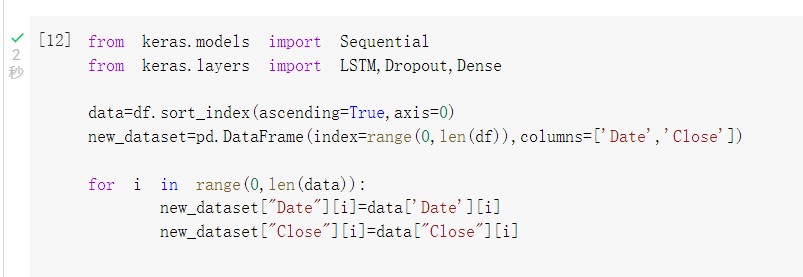 [12] from keras.models import Sequential
2 from keras.layers import LSTM,Dropout,Dense
秒
data=df.sort_index(ascending=True,axis=0)
new_dataset=pd.DataFrame(index=range(0,len(df)),columns=['Date','Close'])
for i in range(0,len(data)):
new_dataset["Date"][i]=data['Date'][i]
new_dataset["Close"][i]=data["Close"][i]